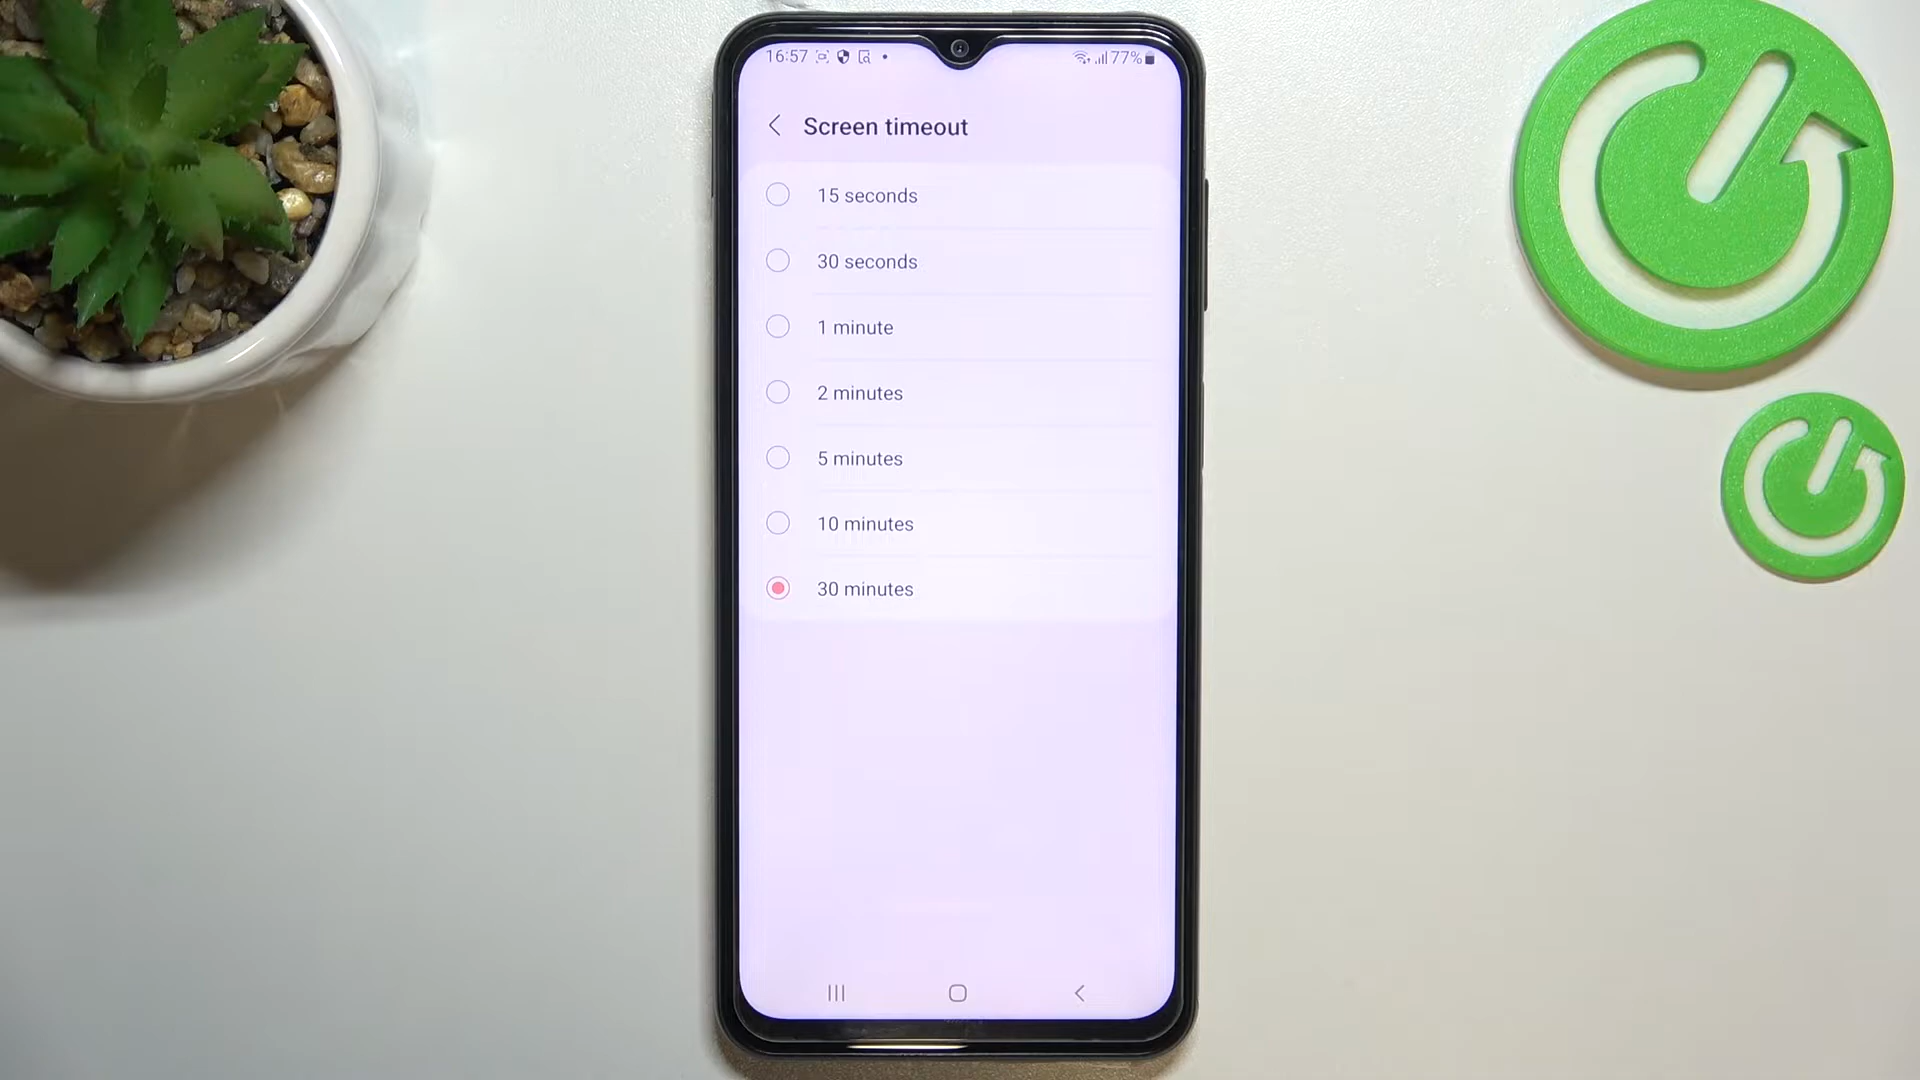 16:57 77%
Screen timeout
15 seconds
30 seconds
1 minute
2 minutes
5 minutes
10 minutes
30 minutes